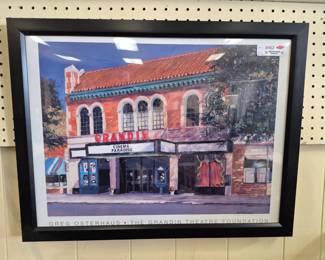 GRANDIN
CINEMA
PARADISO
GREG OSTERHAUS • THE GRANDIN THEATRE FOUNDATION